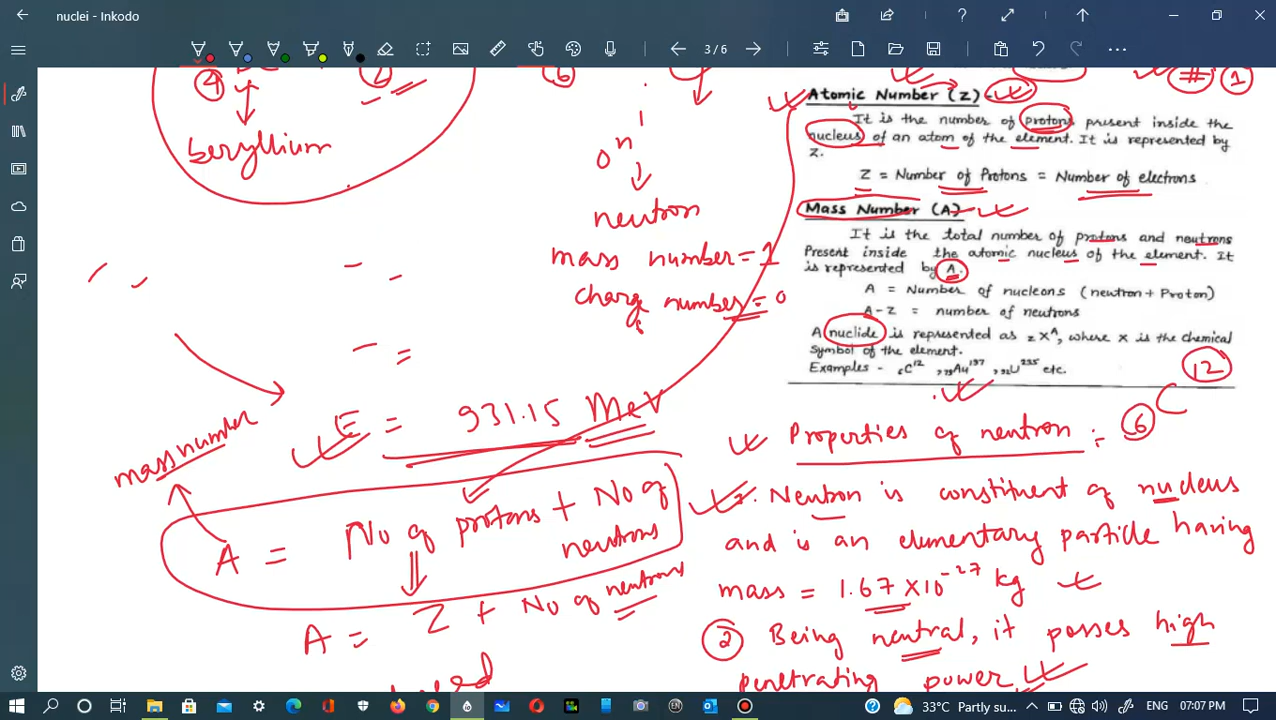 nuclei - Inkodo
3/6
4
2
6
# 1
beryllium
1
0 n
neutron
mass number = 1
charge number = 0
Atomic Number (Z)
It is the number of protons present inside the
nucleus of an atom of the element. It is represented by
Z.
Z = Number of Protons = Number of electrons
Mass Number (A)
It is the total number of protons and neutrons
Present inside the atomic nucleus of the element. It
is represented by A.
A = Number of nucleons (neutron + Proton)
A-Z = number of neutrons
A nuclide is represented as zXᴬ, where X is the chemical
Symbol of the element.
Examples - ₆C¹², ₇₉Au¹⁹⁷, ₉₂U²³⁵ etc.
12
C
6
E = 931.15 MeV
mass number
A = No of protons + No of
neutrons
A = Z + No of neutrons
Properties of neutron :-
Neutron is constituent of nucleus
and is an elementary particle having
mass = 1.67 × 10⁻²⁷ kg
2 Being neutral, it posses high
penetrating power
33°C Partly su...
ENG
07:07 PM